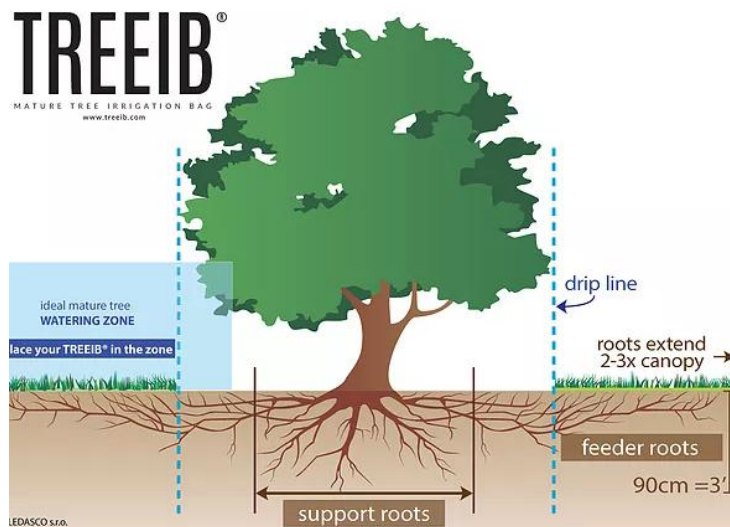 TREEIB®
MATURE TREE IRRIGATION BAG
www.treeib.com
ideal mature tree
WATERING ZONE
lace your TREEIB® in the zone
drip line
roots extend
2-3x canopy
feeder roots
90cm =3'
support roots
LEDASCO s.r.o.